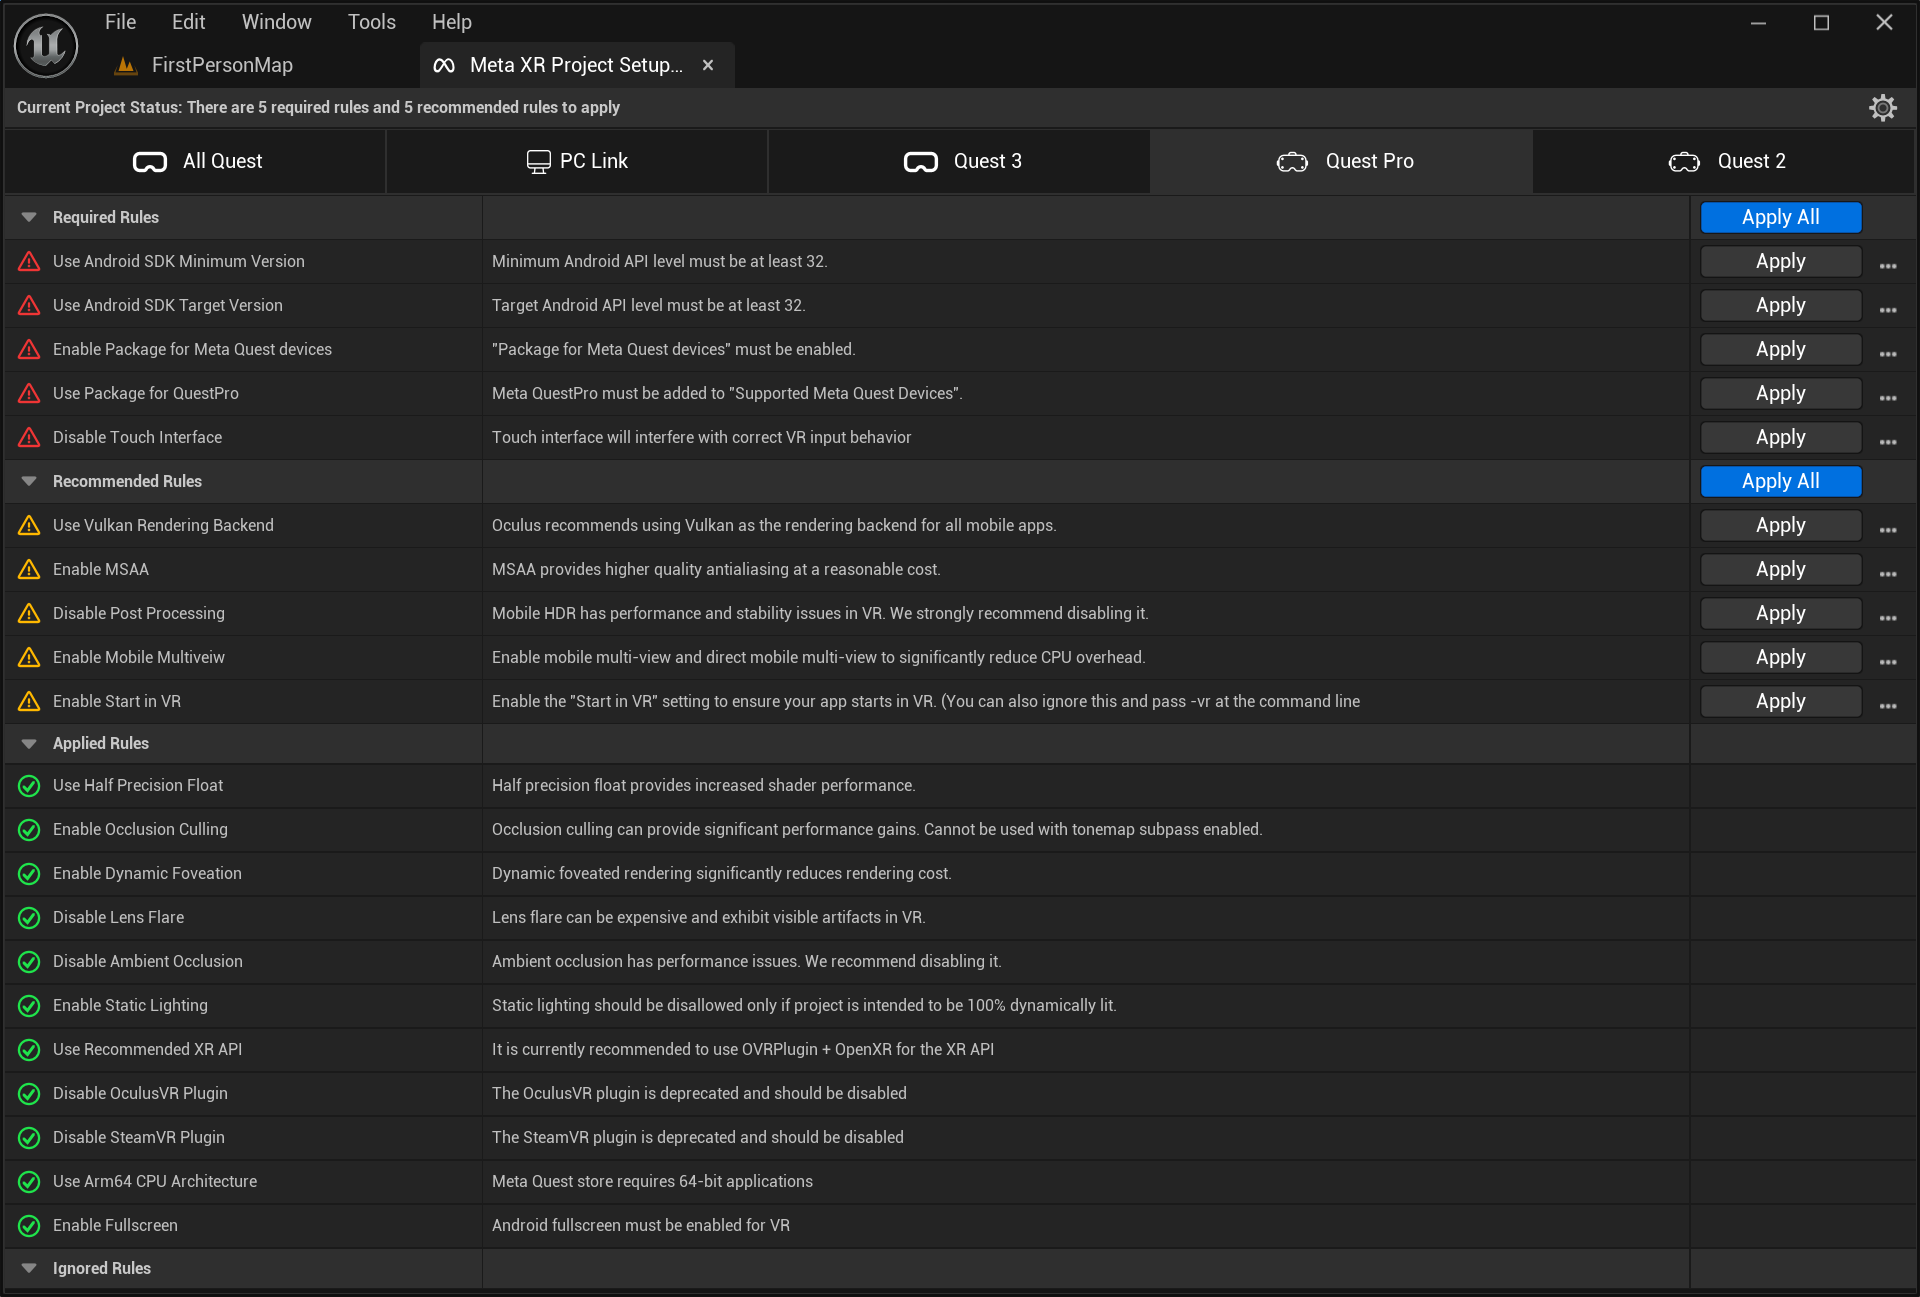 File Edit Window Tools Help
FirstPersonMap Meta XR Project Setup...
Current Project Status: There are 5 required rules and 5 recommended rules to apply
All Quest PC Link Quest 3 Quest Pro Quest 2
Required Rules Apply All
Use Android SDK Minimum Version Minimum Android API level must be at least 32. Apply ...
Use Android SDK Target Version Target Android API level must be at least 32. Apply ...
Enable Package for Meta Quest devices "Package for Meta Quest devices" must be enabled. Apply ...
Use Package for QuestPro Meta QuestPro must be added to "Supported Meta Quest Devices". Apply ...
Disable Touch Interface Touch interface will interfere with correct VR input behavior Apply ...
Recommended Rules Apply All
Use Vulkan Rendering Backend Oculus recommends using Vulkan as the rendering backend for all mobile apps. Apply ...
Enable MSAA MSAA provides higher quality antialiasing at a reasonable cost. Apply ...
Disable Post Processing Mobile HDR has performance and stability issues in VR. We strongly recommend disabling it. Apply ...
Enable Mobile Multiveiw Enable mobile multi-view and direct mobile multi-view to significantly reduce CPU overhead. Apply ...
Enable Start in VR Enable the "Start in VR" setting to ensure your app starts in VR. (You can also ignore this and pass -vr at the command line Apply ...
Applied Rules
Use Half Precision Float Half precision float provides increased shader performance.
Enable Occlusion Culling Occlusion culling can provide significant performance gains. Cannot be used with tonemap subpass enabled.
Enable Dynamic Foveation Dynamic foveated rendering significantly reduces rendering cost.
Disable Lens Flare Lens flare can be expensive and exhibit visible artifacts in VR.
Disable Ambient Occlusion Ambient occlusion has performance issues. We recommend disabling it.
Enable Static Lighting Static lighting should be disallowed only if project is intended to be 100% dynamically lit.
Use Recommended XR API It is currently recommended to use OVRPlugin + OpenXR for the XR API
Disable OculusVR Plugin The OculusVR plugin is deprecated and should be disabled
Disable SteamVR Plugin The SteamVR plugin is deprecated and should be disabled
Use Arm64 CPU Architecture Meta Quest store requires 64-bit applications
Enable Fullscreen Android fullscreen must be enabled for VR
Ignored Rules